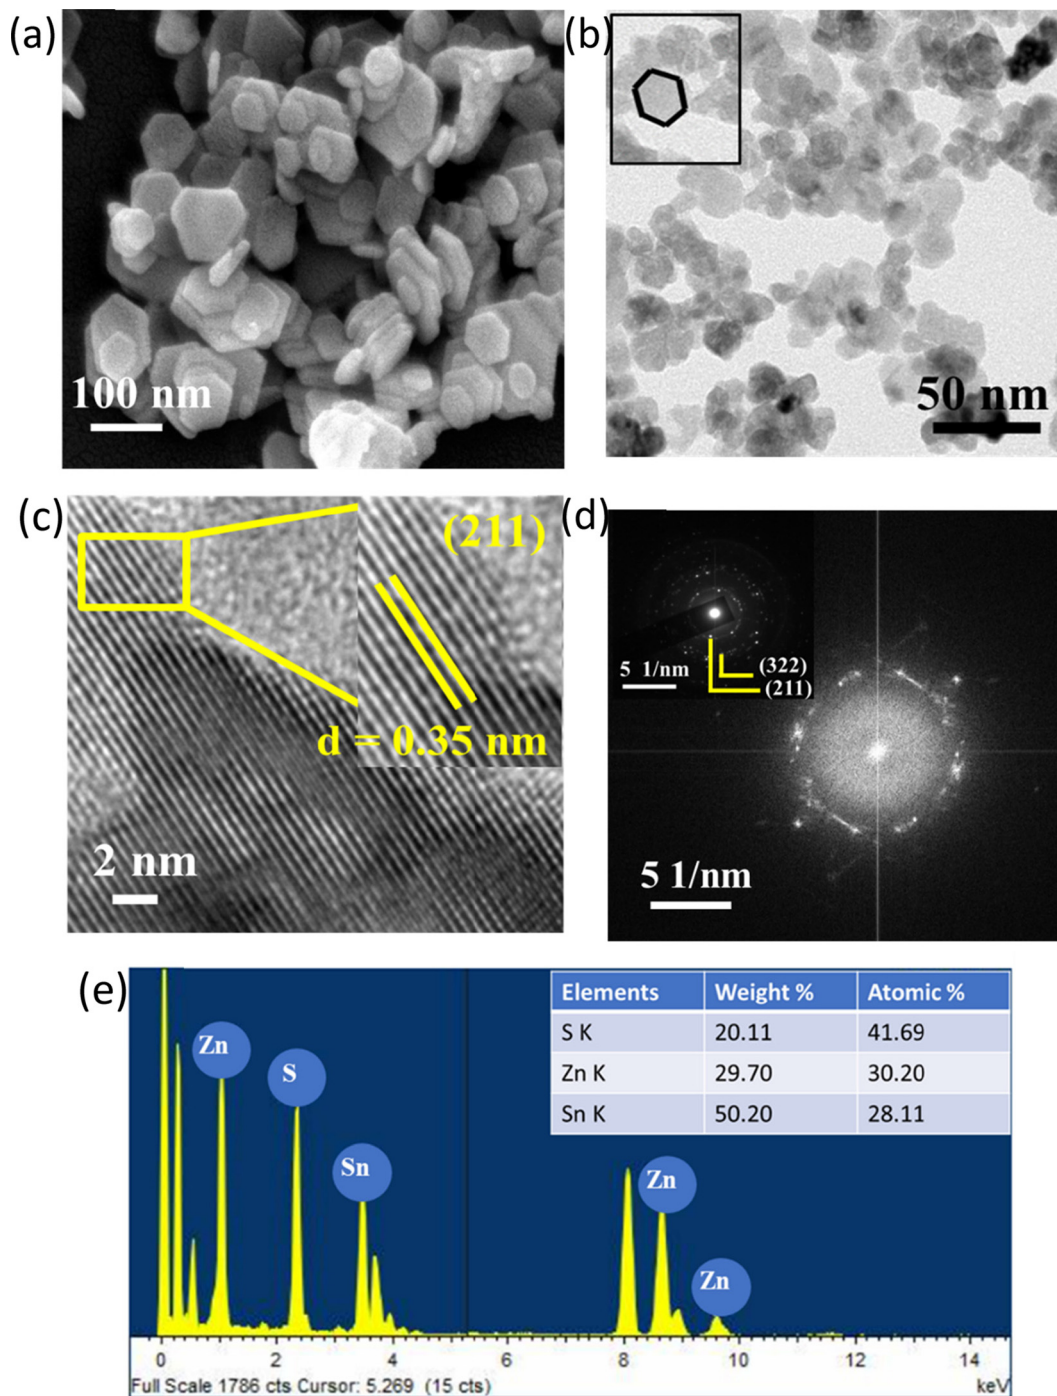 (a)
100 nm
(b)
50 nm
(c)
(211)
d = 0.35 nm
2 nm
(d)
5 1/nm
(322)
(211)
5 1/nm
(e)
Elements Weight % Atomic %
S K 20.11 41.69
Zn K 29.70 30.20
Sn K 50.20 28.11
Zn
S
Sn
Zn
Zn
0 2 4 6 8 10 12 14
Full Scale 1786 cts Cursor: 5.269 (15 cts) keV